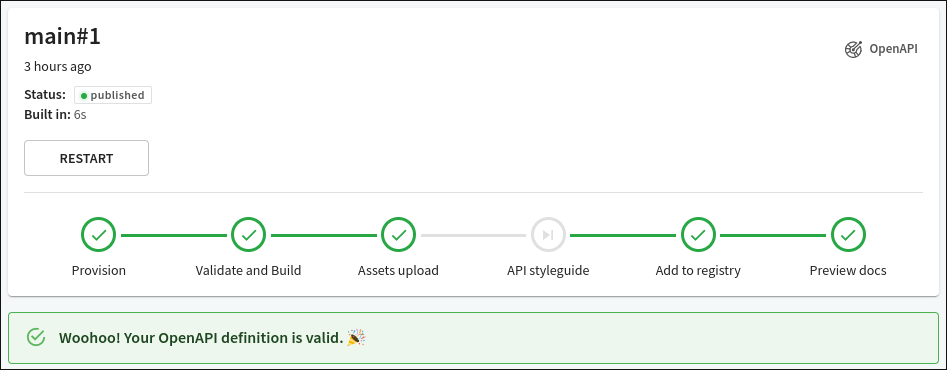 main#1
OpenAPI
3 hours ago
Status: published
Built in: 6s
RESTART
Provision
Validate and Build
Assets upload
API styleguide
Add to registry
Preview docs
Woohoo! Your OpenAPI definition is valid. 🎉